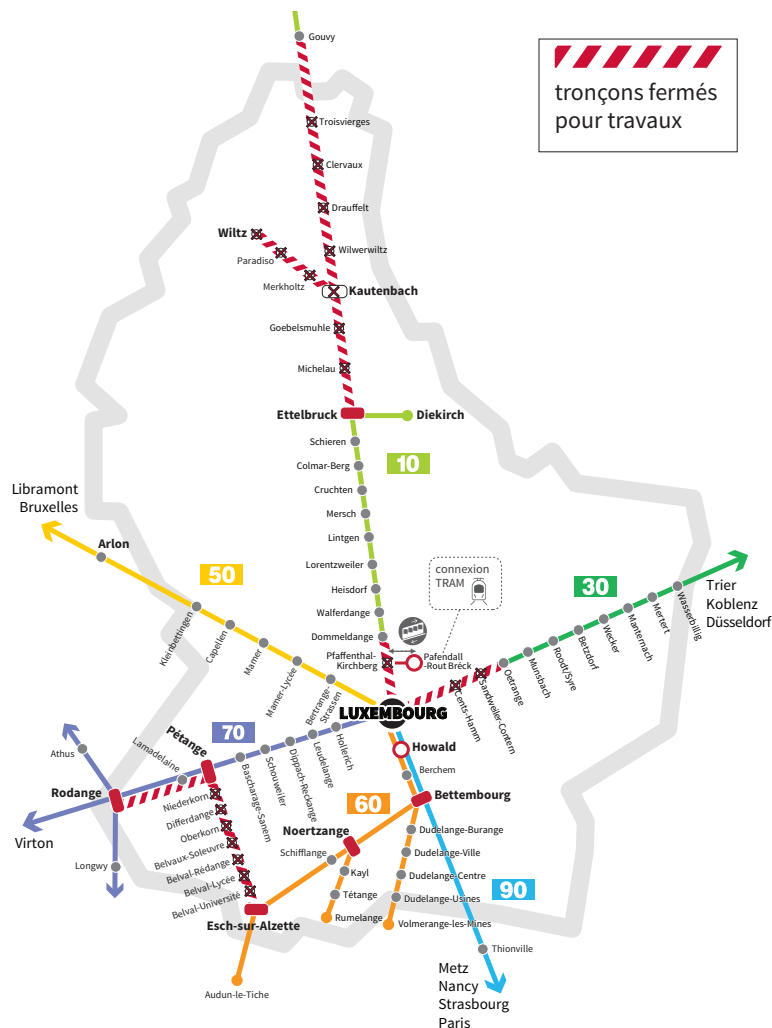 Gouvy
tronçons fermés
pour travaux
Troisvierges
Clervaux
Drauffelt
Wiltz
Paradiso
Wilwerwiltz
Merkholtz
Kautenbach
Goebelsmuhle
Michelau
Ettelbruck
Diekirch
Schieren
10
Colmar-Berg
Cruchten
Mersch
Lintgen
Lorentzweiler
Heisdorf
Walferdange
Dommeldange
Libramont
Bruxelles
Arlon
50
Kleinbettingen
Capellen
Mamer
Mamer-Lycée
Bertrange-
Strassen
connexion
TRAM
Pfaffenthal-
Kirchberg
Pafendall
-Rout Bréck
30
Trier
Koblenz
Düsseldorf
Wasserbillig
Mertert
Manternach
Wecker
Betzdorf
Roodt/Syre
Munsbach
Oetrange
Sandweiler-Contern
Cents-Hamm
LUXEMBOURG
70
Athus
Lamadelaine
Pétange
Rodange
Virton
Longwy
Bascharage-Sanem
Schouweiler
Dippach-Reckange
Leudelange
Hollerich
Howald
Berchem
60
Bettembourg
Niederkorn
Differdange
Oberkorn
Belvaux-Soleuvre
Belval-Rédange
Belval-Lycée
Belval-Université
Noertzange
Schifflange
Kayl
Tétange
Rumelange
Dudelange-Burange
Dudelange-Ville
Dudelange-Centre
Dudelange-Usines
Volmerange-les-Mines
90
Esch-sur-Alzette
Audun-le-Tiche
Thionville
Metz
Nancy
Strasbourg
Paris